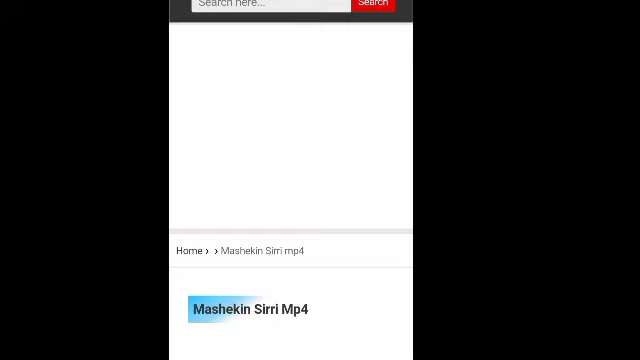 Search here...
Search
Home › › Mashekin Sirri mp4
Mashekin Sirri Mp4